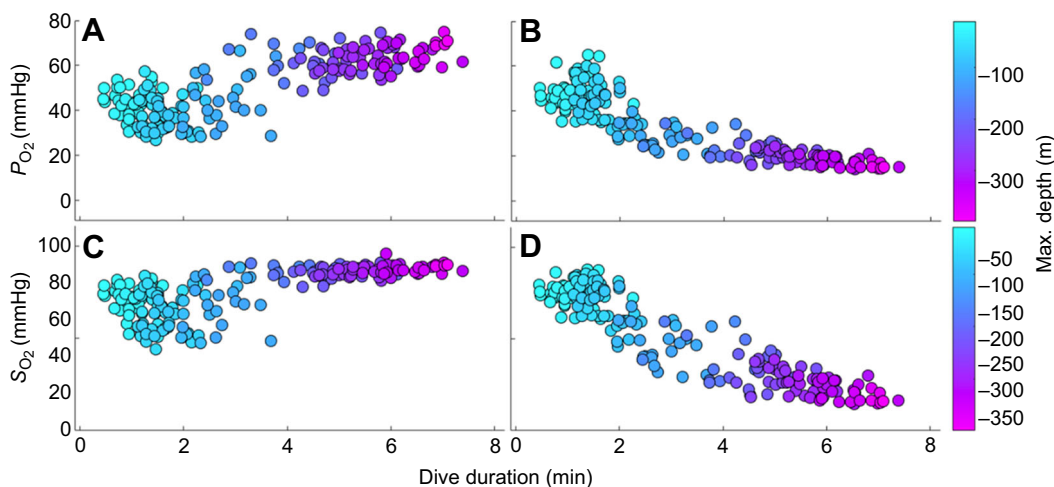 A
B
80
60
40
20
0
P_O2 (mmHg)
–100
–200
–300
Max. depth (m)
C
D
100
80
60
40
20
0
S_O2 (mmHg)
–50
–100
–150
–200
–250
–300
–350
0 2 4 6 8
0 2 4 6 8
Dive duration (min)